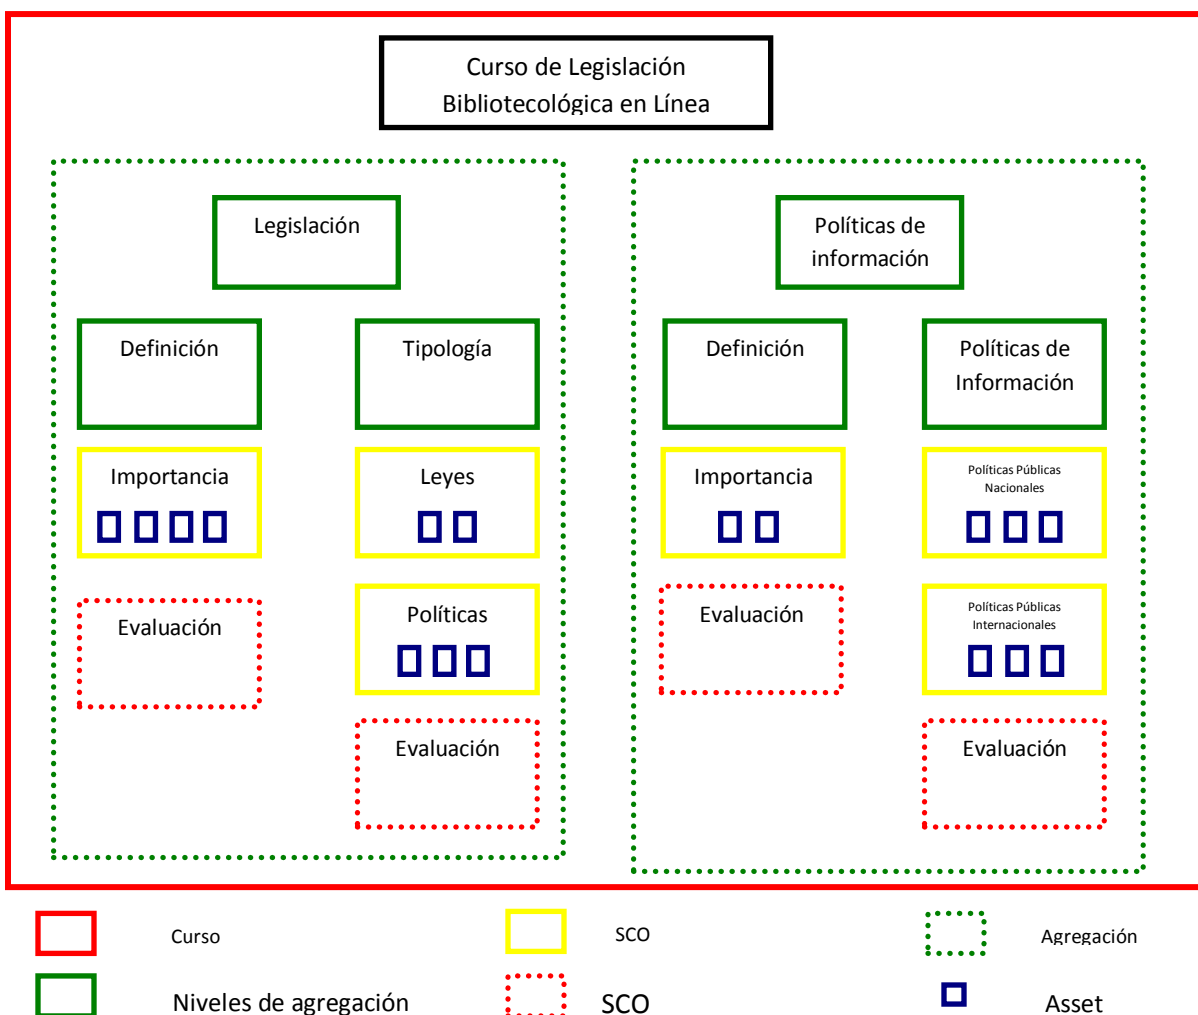 Curso de Legislación
Bibliotecológica en Línea
Legislación
Políticas de
información
Definición
Tipología
Definición
Políticas de
Información
Importancia
Leyes
Importancia
Políticas Públicas
Nacionales
Evaluación
Políticas
Evaluación
Políticas Públicas
Internacionales
Evaluación
Evaluación
Curso
SCO
Agregación
Niveles de agregación
SCO
Asset